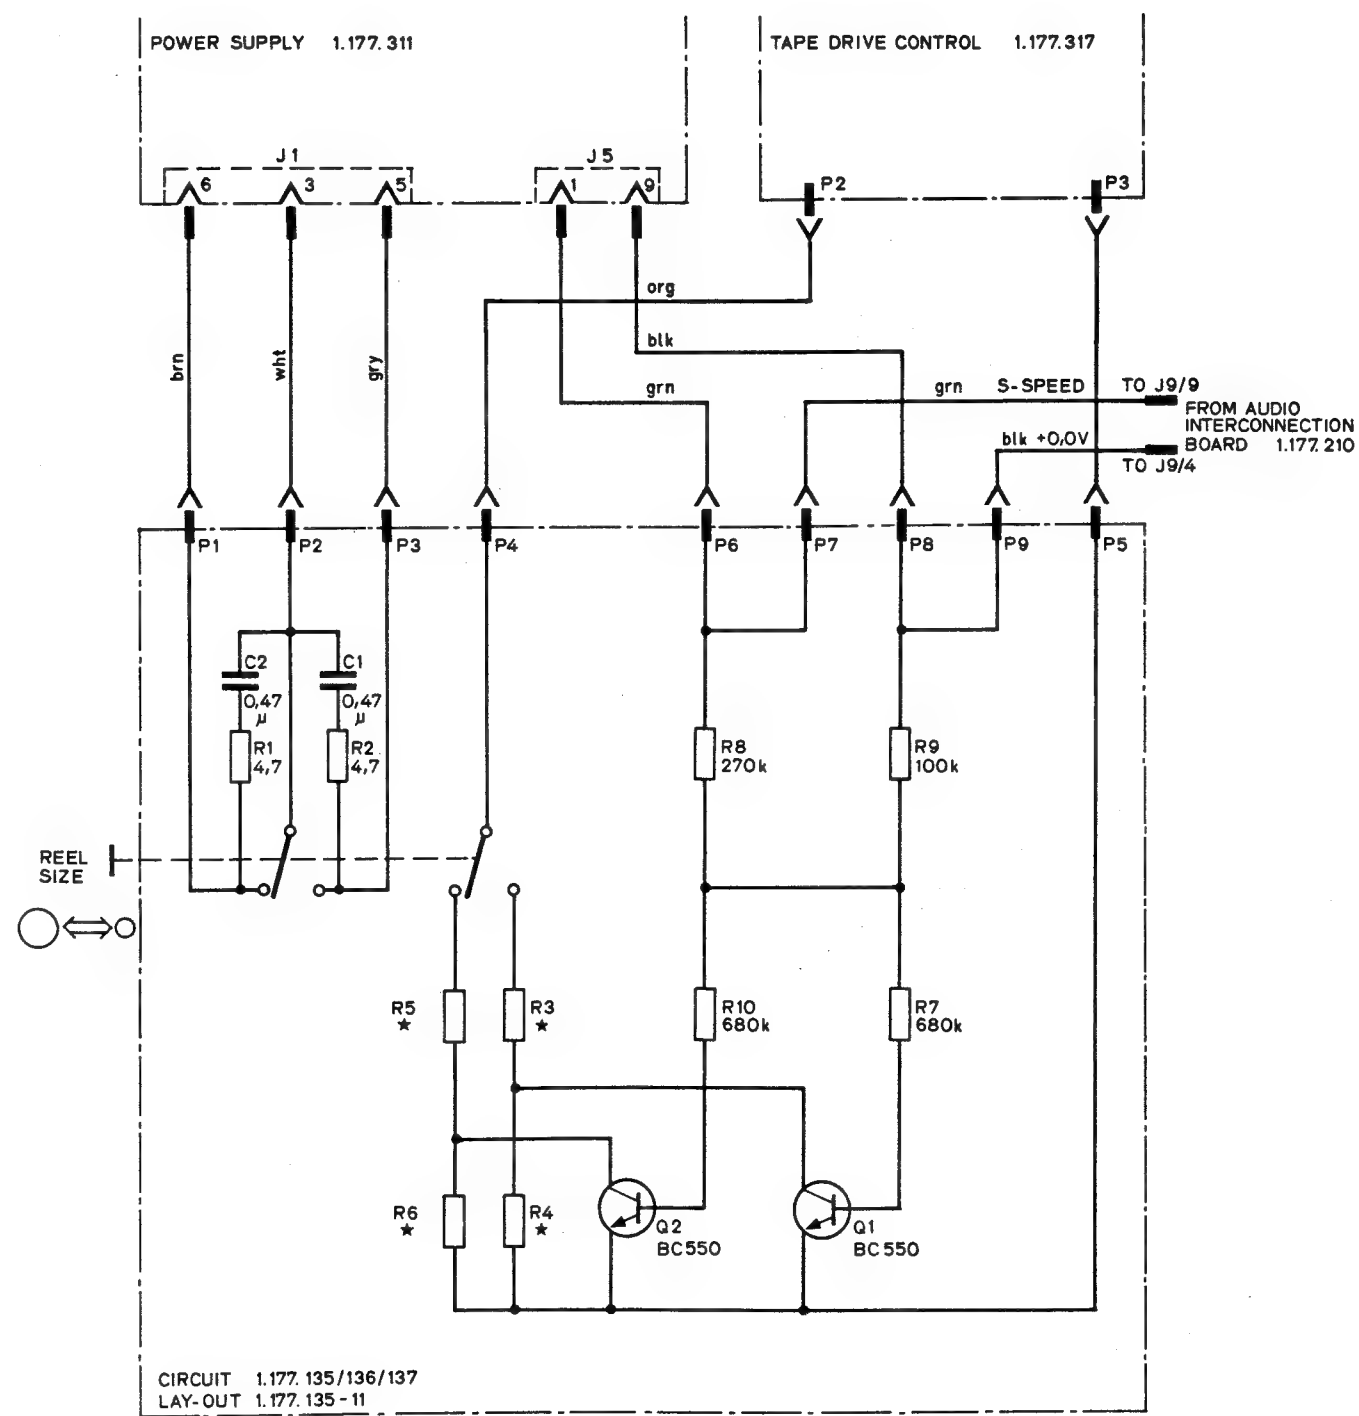 POWER SUPPLY 1.177.311
TAPE DRIVE CONTROL 1.177.317
J1
J5
6
3
5
1
9
P2
P3
org
blk
grn
brn
wht
gry
grn
S-SPEED
TO J9/9
FROM AUDIO
INTERCONNECTION
BOARD 1.177.210
blk +0,0V
TO J9/4
P1
P2
P3
P4
P6
P7
P8
P9
P5
C2
0,47
µ
C1
0,47
µ
R1
4,7
R2
4,7
R8
270k
R9
100k
REEL
SIZE
R5
★
R3
★
R10
680k
R7
680k
R6
★
R4
★
Q2
BC550
Q1
BC550
CIRCUIT 1.177.135/136/137
LAY-OUT 1.177.135-11